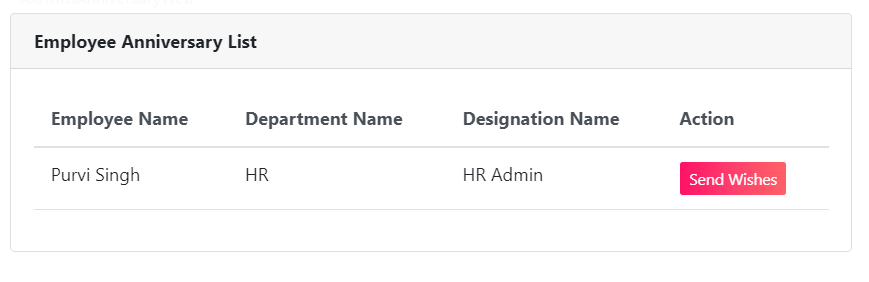 Employee Anniversary List
Employee Name Department Name Designation Name Action
Purvi Singh HR HR Admin Send Wishes